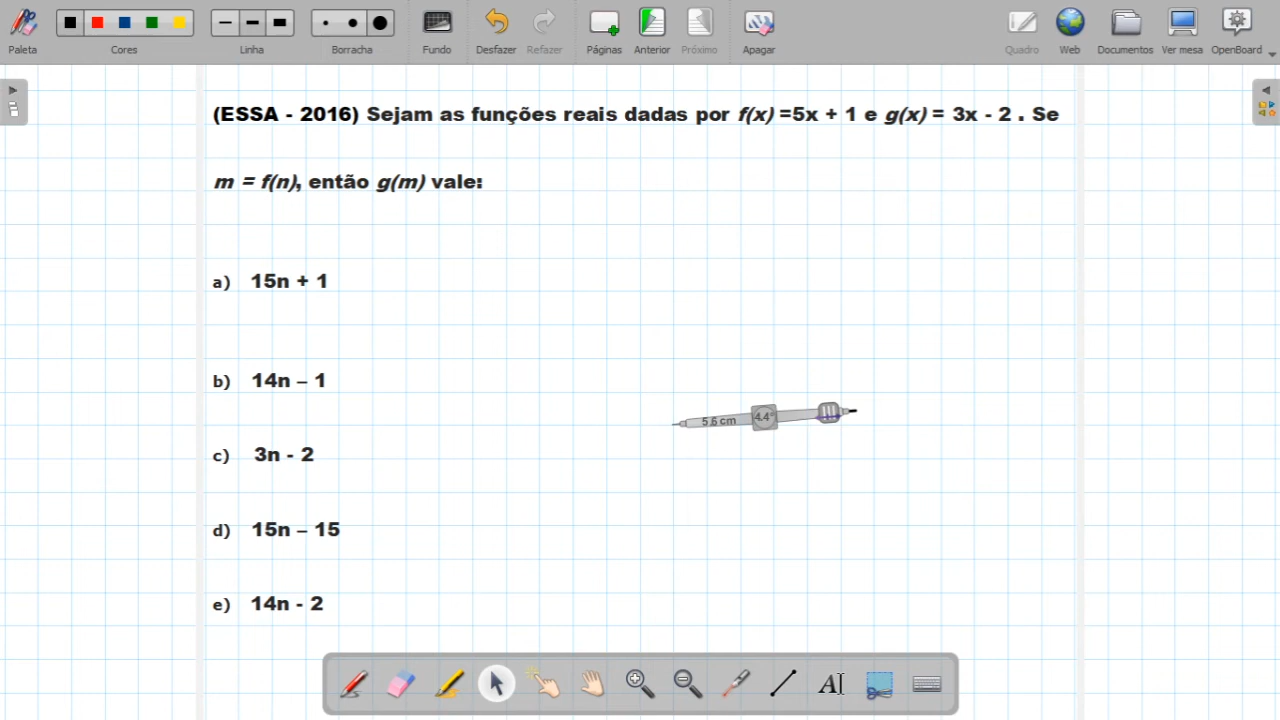 Paleta Cores Linha Borracha Fundo Desfazer Refazer Páginas Anterior Próximo Apagar Quadro Web Documentos Ver mesa OpenBoard
(ESSA - 2016) Sejam as funções reais dadas por f(x) =5x + 1 e g(x) = 3x - 2 . Se
m = f(n), então g(m) vale:
a) 15n + 1
b) 14n – 1
5.6 cm 4.4°
c) 3n - 2
d) 15n – 15
e) 14n - 2
AI